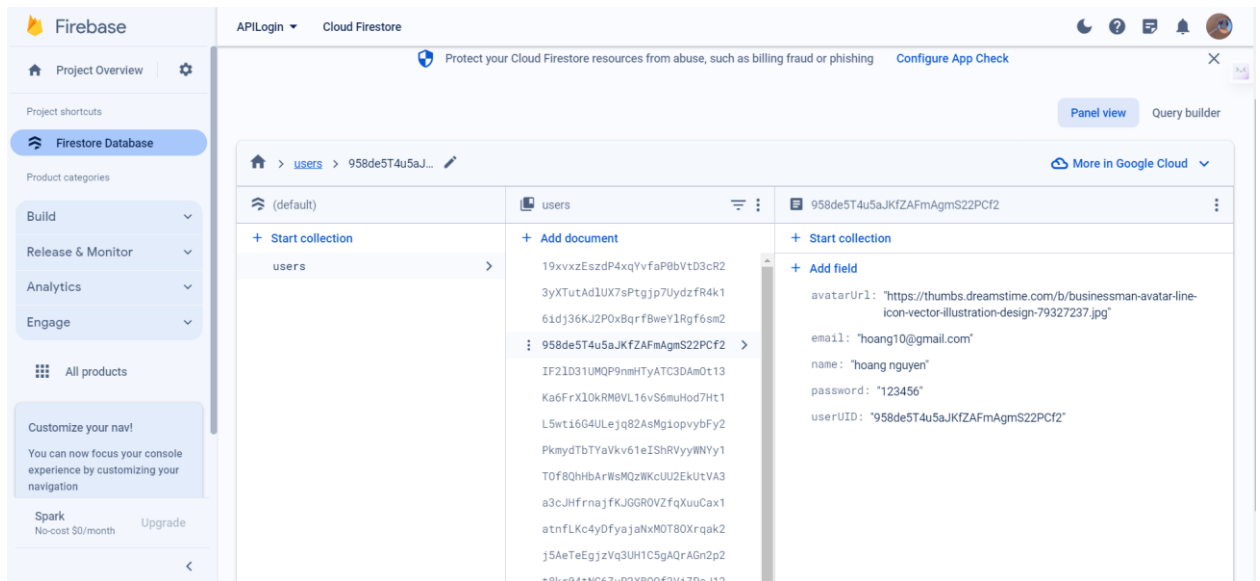 Firebase
APILogin
Cloud Firestore
Project Overview
Project shortcuts
Firestore Database
Product categories
Build
Release & Monitor
Analytics
Engage
All products
Customize your nav!
You can now focus your console
experience by customizing your
navigation
Spark
No-cost $0/month
Upgrade
Protect your Cloud Firestore resources from abuse, such as billing fraud or phishing
Configure App Check
Panel view
Query builder
users
958de5T4u5aJ...
More in Google Cloud
(default)
+ Start collection
users
users
+ Add document
19xvxzEszdP4xqYvfaP0bVtD3cR2
3yXTutAdlUX7sPtgjp7UydzfR4k1
6idj36KJ2POxBqrfBweYlRgf6sm2
958de5T4u5aJKfZAFmAgmS22PCf2
IF2lD31UMQP9nmHTyATC3DAmOt13
Ka6FrXlOkRM0VL16vS6muHod7Ht1
L5wti6G4ULejq82AsMgiopvybFy2
PkmydTbTYaVkv61eIShRVyyWNYy1
TOf8QhHbArWsMQzWKcUU2EkUtVA3
a3cJHfrnajfKJGGROVZfqXuuCax1
atnfLKc4yDfyajaNxMOT8OXrqak2
j5AeTeEgjzVq3UH1C5gAQrAGn2p2
958de5T4u5aJKfZAFmAgmS22PCf2
+ Start collection
+ Add field
avatarUrl: "https://thumbs.dreamstime.com/b/businessman-avatar-line-
icon-vector-illustration-design-79327237.jpg"
email: "hoang10@gmail.com"
name: "hoang nguyen"
password: "123456"
userUID: "958de5T4u5aJKfZAFmAgmS22PCf2"